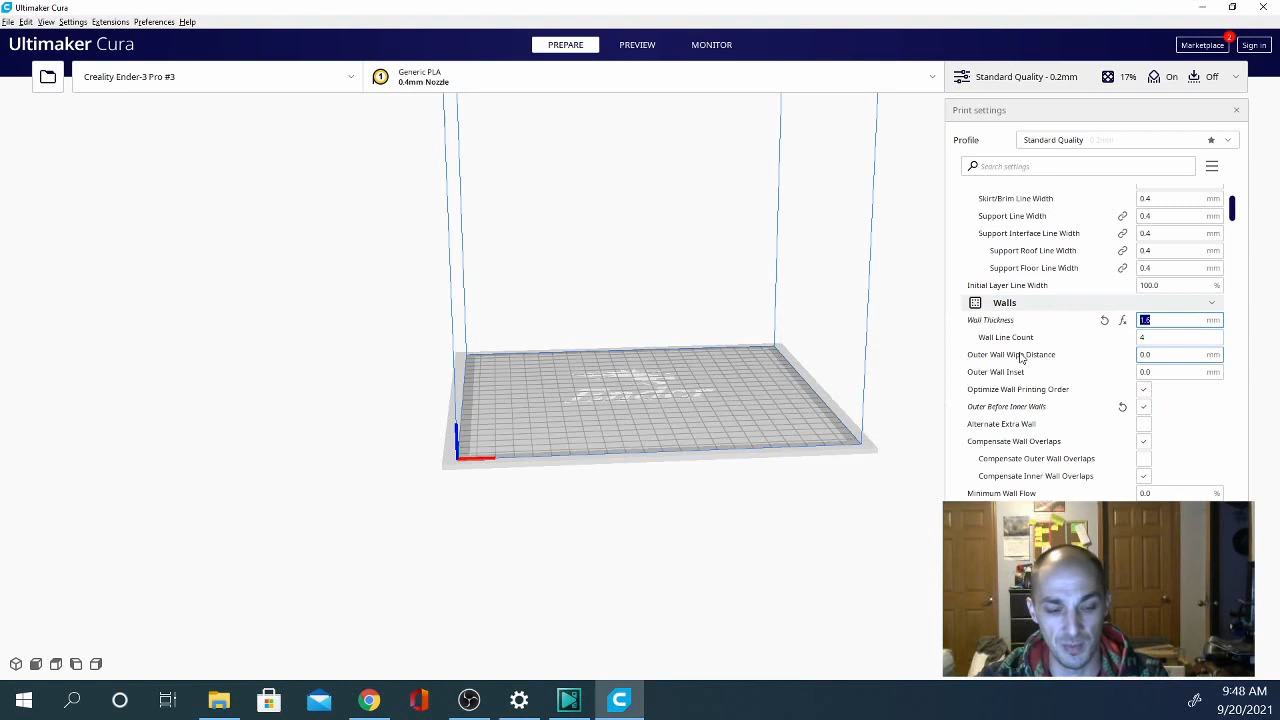 Ultimaker Cura
File Edit View Settings Extensions Preferences Help
Ultimaker Cura
PREPARE
PREVIEW
MONITOR
Marketplace
2
Sign in
Creality Ender-3 Pro #3
1
Generic PLA
0.4mm Nozzle
Standard Quality - 0.2mm
17%
On
Off
Print settings
Profile
Standard Quality 0.2mm
Search settings
Skirt/Brim Line Width 0.4 mm
Support Line Width 0.4 mm
Support Interface Line Width 0.4 mm
Support Roof Line Width 0.4 mm
Support Floor Line Width 0.4 mm
Initial Layer Line Width 100.0 %
Walls
Wall Thickness 1.6 mm
Wall Line Count 4
Outer Wall Wipe Distance 0.0 mm
Outer Wall Inset 0.0 mm
Optimize Wall Printing Order
Outer Before Inner Walls
Alternate Extra Wall
Compensate Wall Overlaps
Compensate Outer Wall Overlaps
Compensate Inner Wall Overlaps
Minimum Wall Flow 0.0 %
9:48 AM
9/20/2021